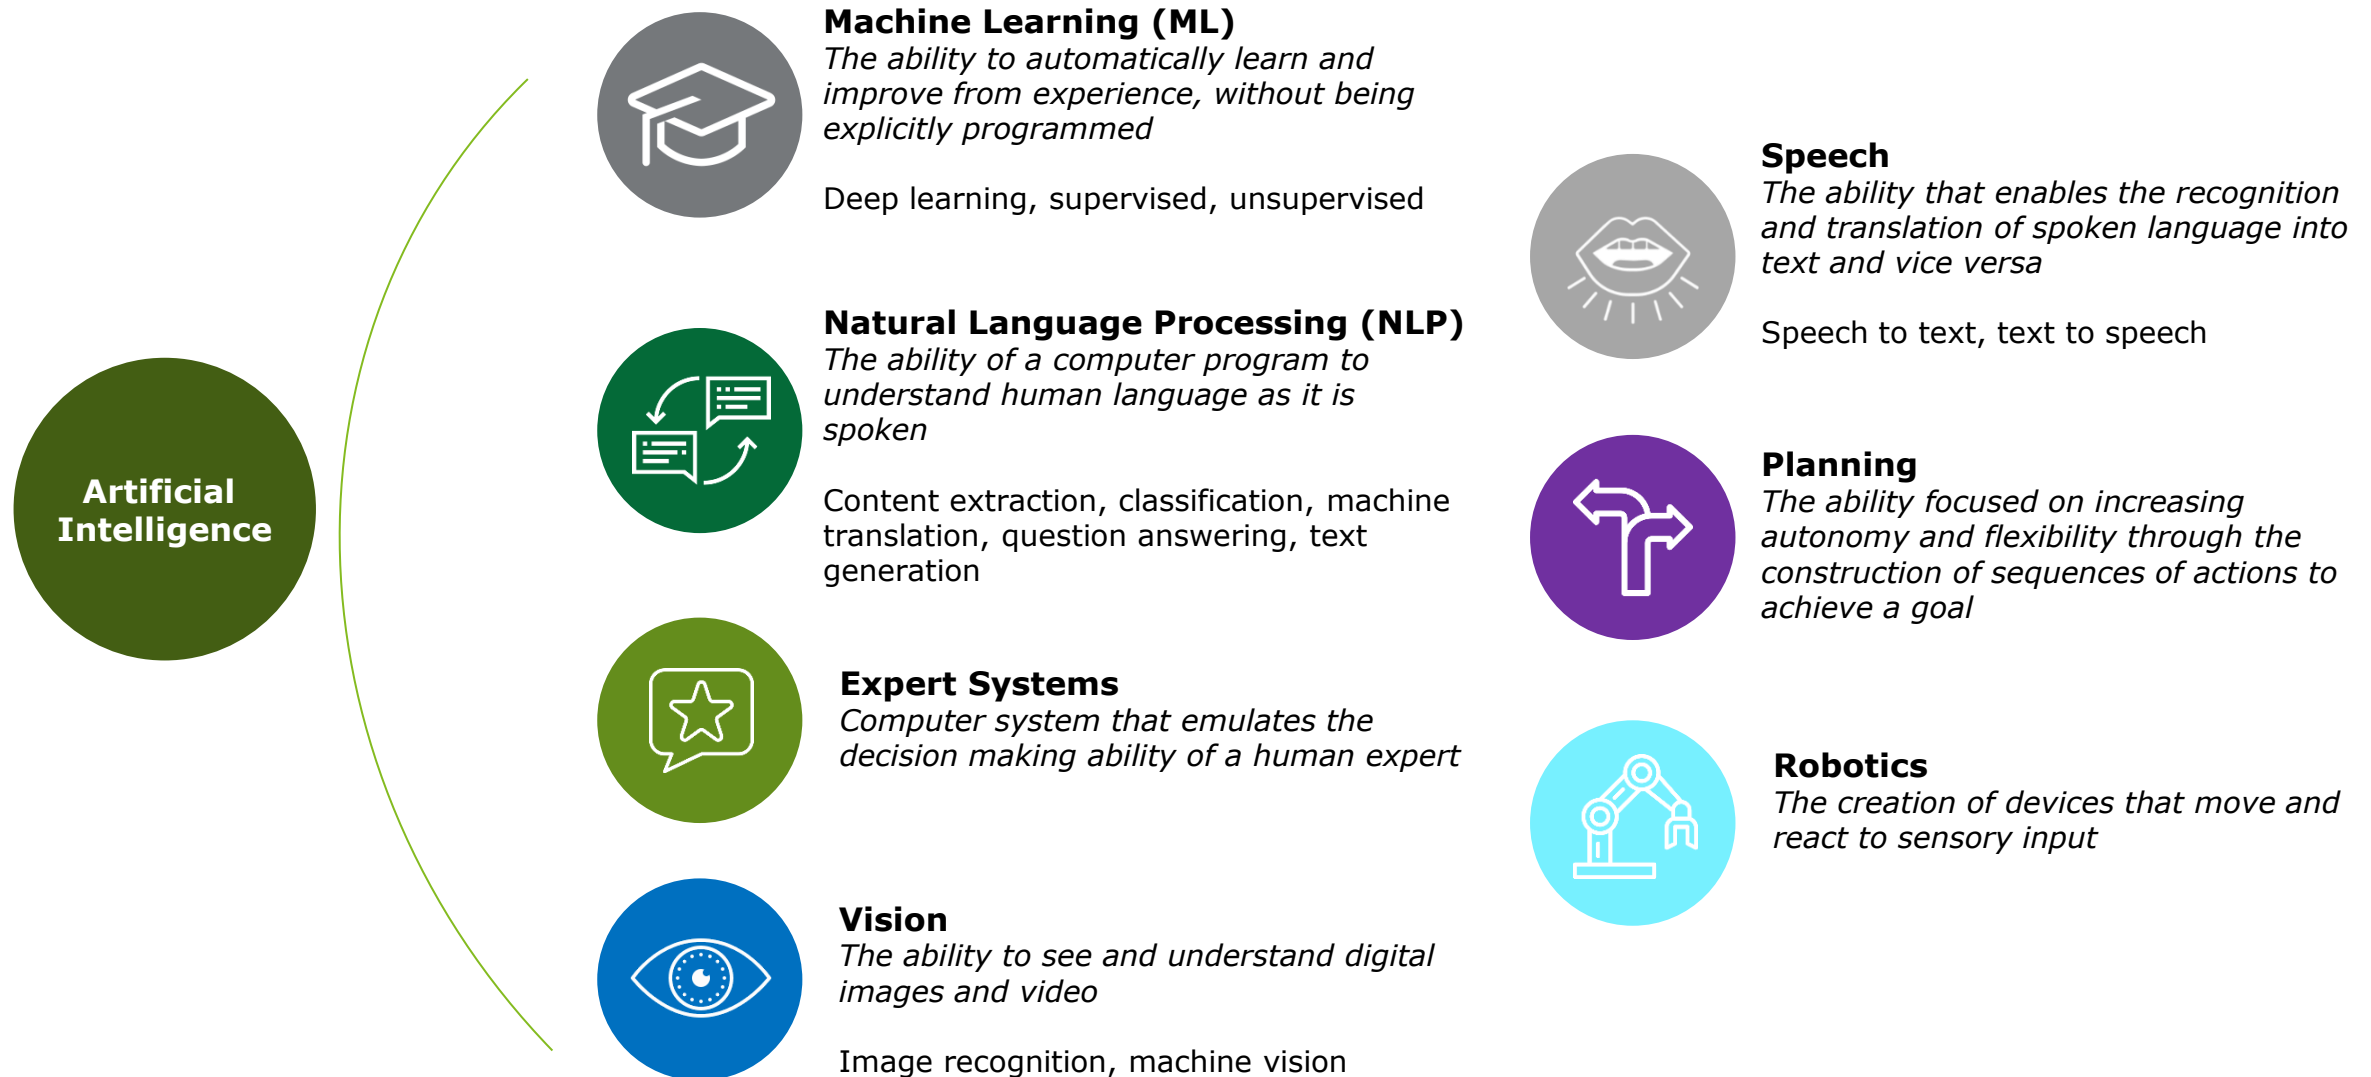 Artificial
Intelligence
Machine Learning (ML)
The ability to automatically learn and
improve from experience, without being
explicitly programmed
Deep learning, supervised, unsupervised
Natural Language Processing (NLP)
The ability of a computer program to
understand human language as it is
spoken
Content extraction, classification, machine
translation, question answering, text
generation
Expert Systems
Computer system that emulates the
decision making ability of a human expert
Vision
The ability to see and understand digital
images and video
Image recognition, machine vision
Speech
The ability that enables the recognition
and translation of spoken language into
text and vice versa
Speech to text, text to speech
Planning
The ability focused on increasing
autonomy and flexibility through the
construction of sequences of actions to
achieve a goal
Robotics
The creation of devices that move and
react to sensory input